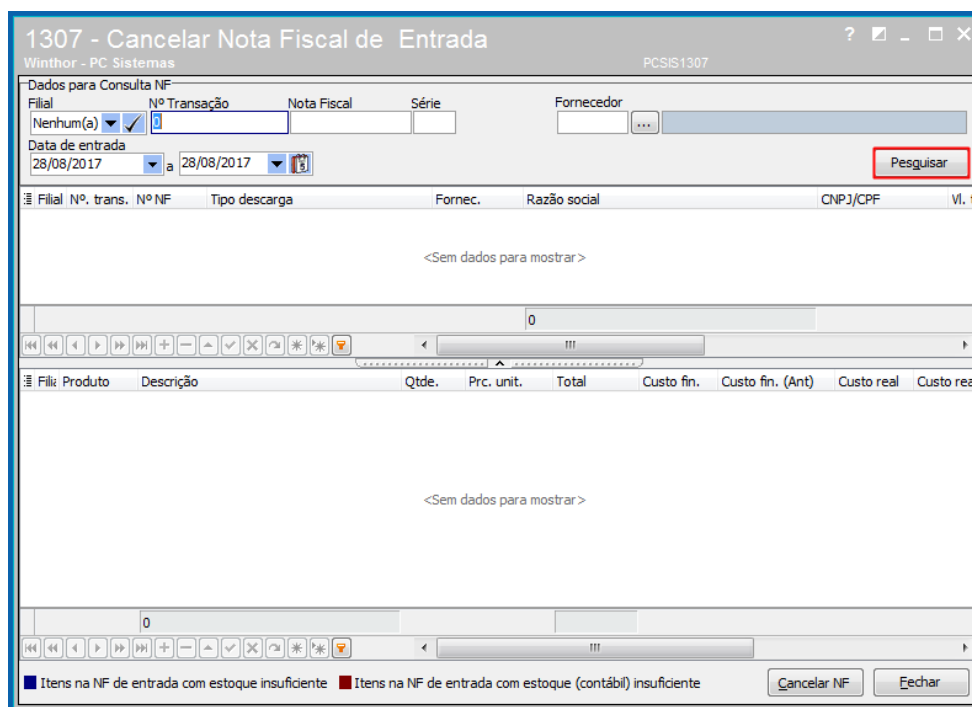 1307 - Cancelar Nota Fiscal de Entrada
Winthor - PC Sistemas PCSIS1307
Dados para Consulta NF
Filial Nº Transação Nota Fiscal Série Fornecedor
Nenhum(a) 0 ...
Data de entrada
28/08/2017 a 28/08/2017
Pesquisar
Filial Nº. trans. Nº NF Tipo descarga Fornec. Razão social CNPJ/CPF Vl.
<Sem dados para mostrar>
0
Filia Produto Descrição Qtde. Prc. unit. Total Custo fin. Custo fin. (Ant) Custo real Custo rea
<Sem dados para mostrar>
0
Itens na NF de entrada com estoque insuficiente Itens na NF de entrada com estoque (contábil) insuficiente Cancelar NF Fechar